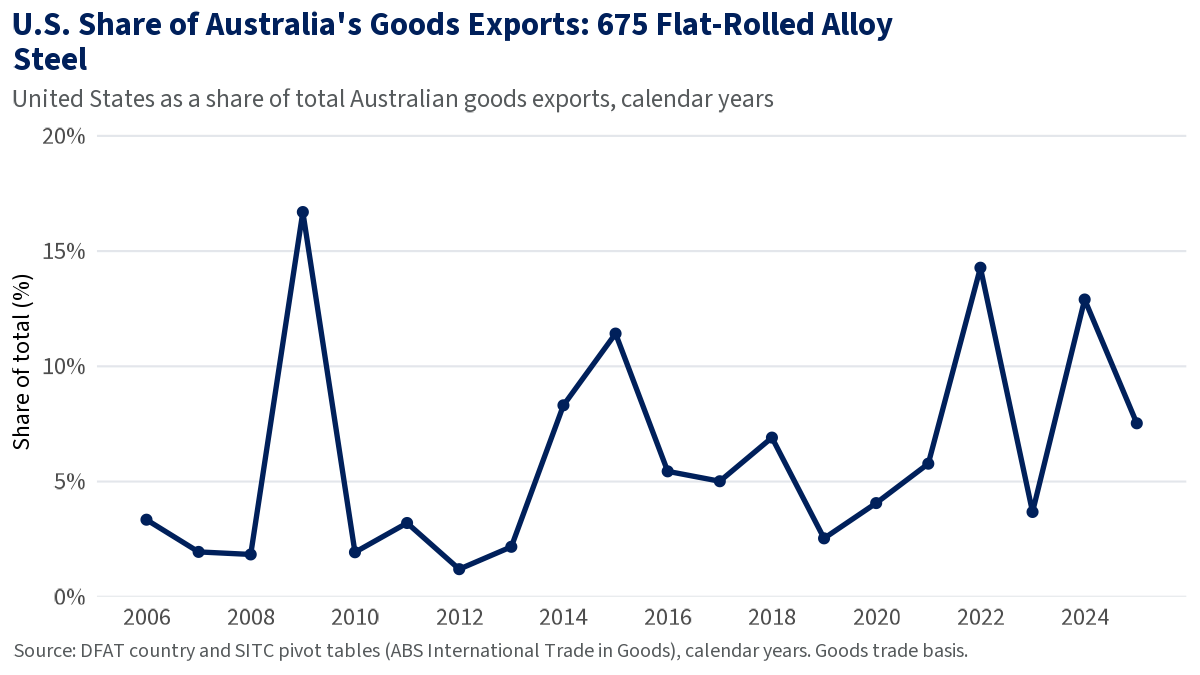 U.S. Share of Australia's Goods Exports: 675 Flat-Rolled Alloy
Steel
United States as a share of total Australian goods exports, calendar years
20%
15%
10%
5%
0%
Share of total (%)
2006 2008 2010 2012 2014 2016 2018 2020 2022 2024
Source: DFAT country and SITC pivot tables (ABS International Trade in Goods), calendar years. Goods trade basis.